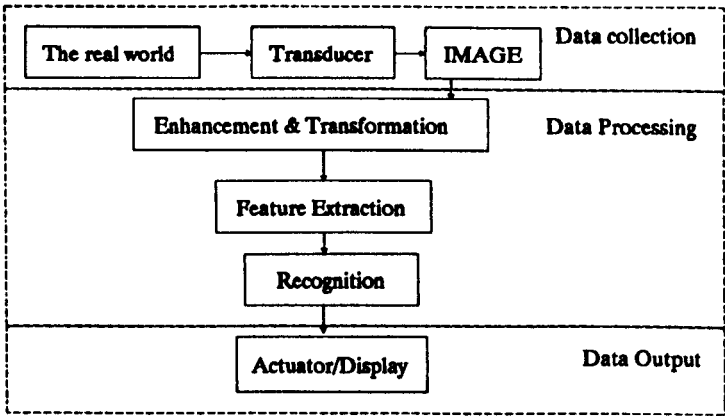 The real world
Transducer
IMAGE
Data collection
Enhancement & Transformation
Data Processing
Feature Extraction
Recognition
Actuator/Display
Data Output